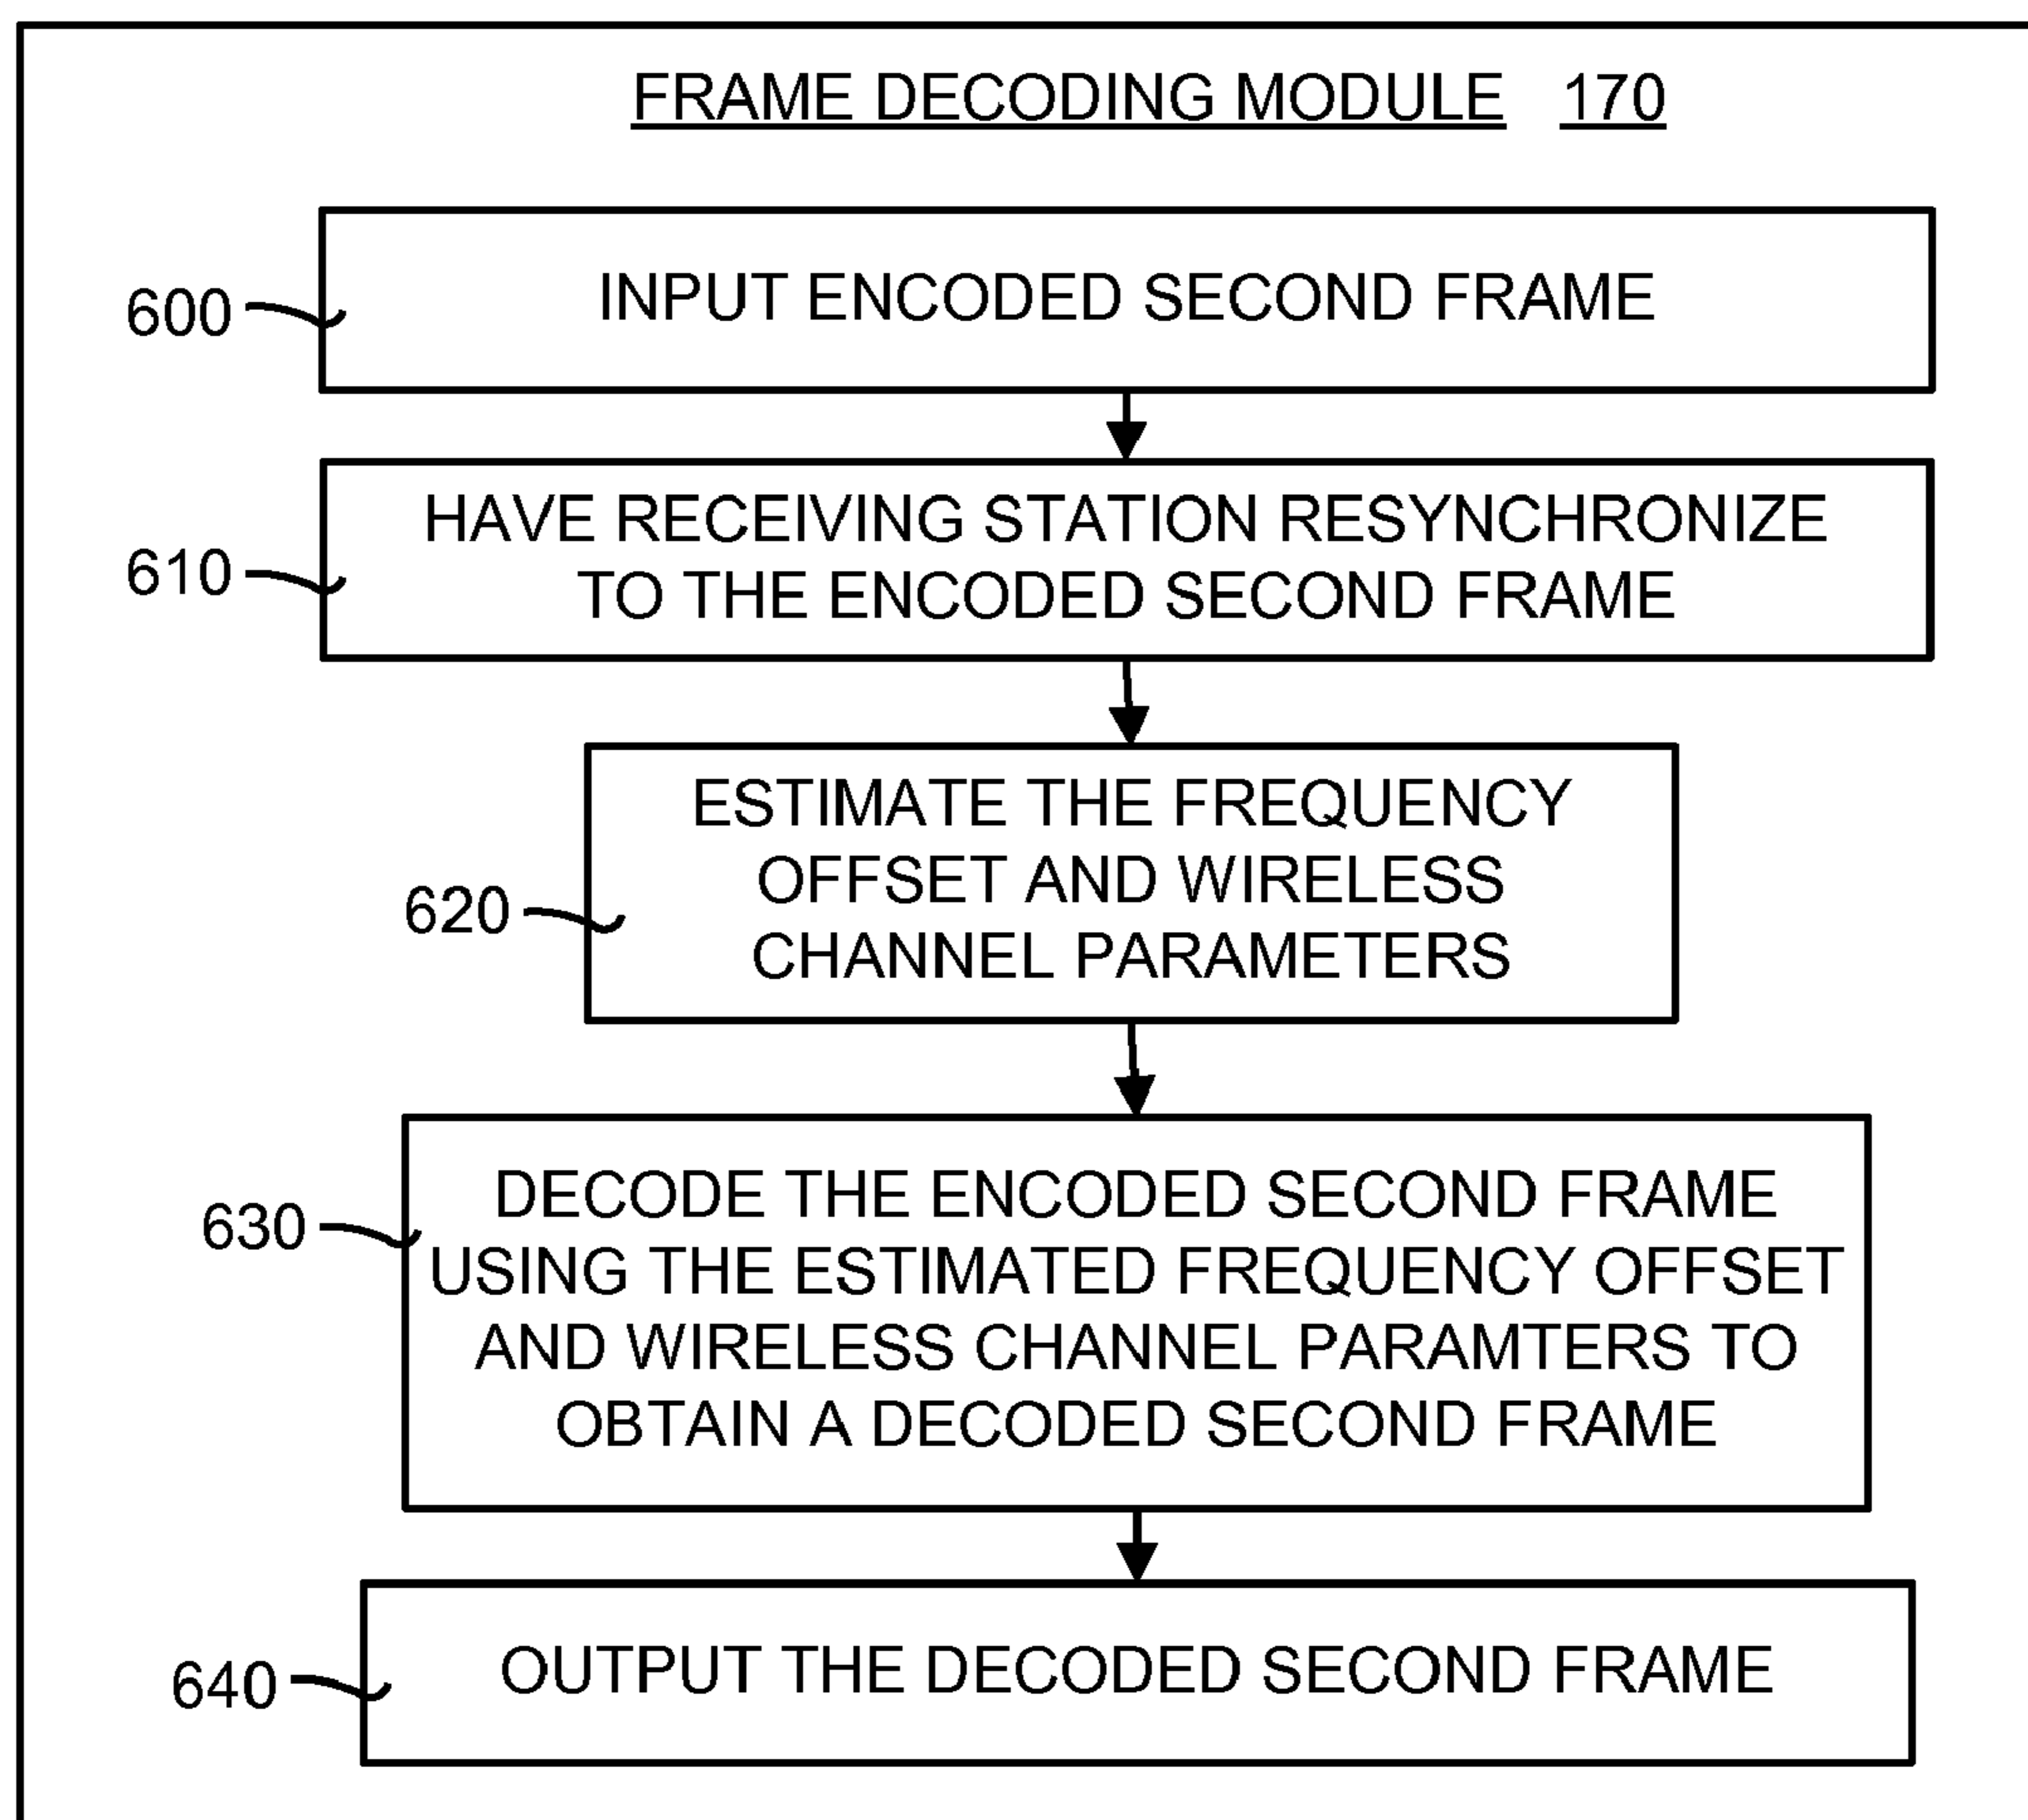 FRAME DECODING MODULE 170
600
INPUT ENCODED SECOND FRAME
610
HAVE RECEIVING STATION RESYNCHRONIZE
TO THE ENCODED SECOND FRAME
620
ESTIMATE THE FREQUENCY
OFFSET AND WIRELESS
CHANNEL PARAMETERS
630
DECODE THE ENCODED SECOND FRAME
USING THE ESTIMATED FREQUENCY OFFSET
AND WIRELESS CHANNEL PARAMTERS TO
OBTAIN A DECODED SECOND FRAME
640
OUTPUT THE DECODED SECOND FRAME